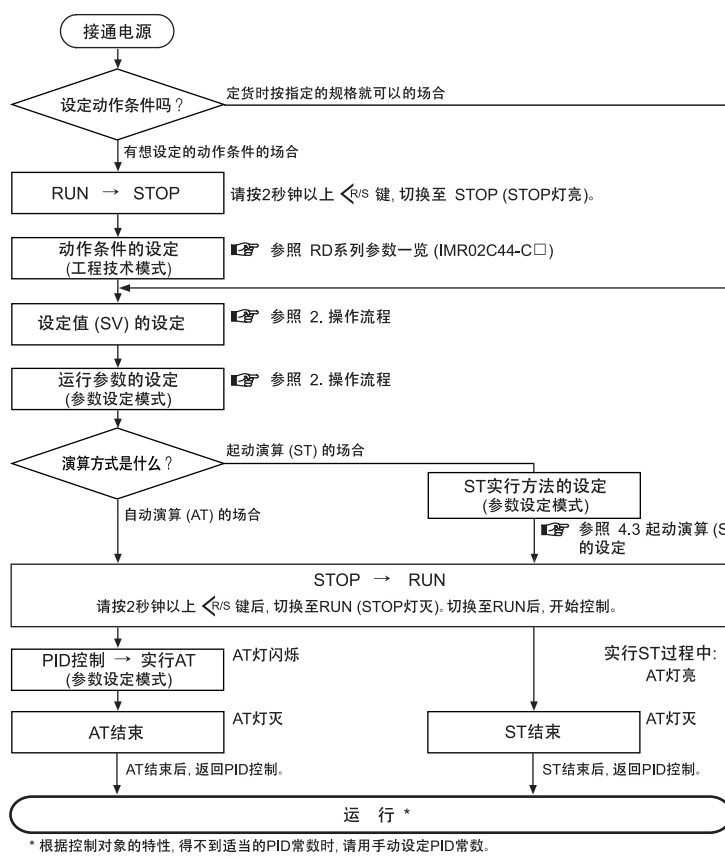 接通电源
设定动作条件吗？
定货时按指定的规格就可以的场合
有想设定的动作条件的场合
RUN → STOP
请按2秒钟以上 <R/S 键, 切换至 STOP (STOP灯亮)。
动作条件的设定
(工程技术模式)
☞ 参照 RD系列参数一览 (IMR02C44-C□)
设定值 (SV) 的设定
☞ 参照 2. 操作流程
运行参数的设定
(参数设定模式)
☞ 参照 2. 操作流程
演算方式是什么？
起动演算 (ST) 的场合
自动演算 (AT) 的场合
ST实行方法的设定
(参数设定模式)
☞ 参照 4.3 起动演算 (S
的设定
STOP → RUN
请按2秒钟以上 <R/S 键后, 切换至RUN (STOP灯灭)。切换至RUN后, 开始控制。
PID控制 → 实行AT
(参数设定模式)
AT灯闪烁
实行ST过程中:
AT灯亮
AT结束
AT灯灭
ST结束
AT灯灭
AT结束后, 返回PID控制。
ST结束后, 返回PID控制。
运 行 *
* 根据控制对象的特性, 得不到适当的PID常数时, 请用手动设定PID常数。